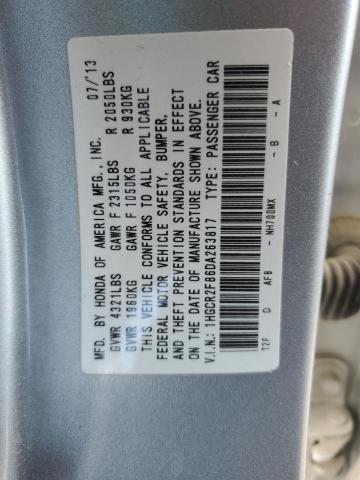 MFD. BY HONDA OF AMERICA MFG., INC. 07/13
GVWR 4321LBS GAWR F 2315LBS R 2050LBS
GVWR 1960KG GAWR F 1050KG R 930KG
THIS VEHICLE CONFORMS TO ALL APPLICABLE
FEDERAL MOTOR VEHICLE SAFETY, BUMPER,
AND THEFT PREVENTION STANDARDS IN EFFECT
ON THE DATE OF MANUFACTURE SHOWN ABOVE.
V.I.N.: 1HGCR2F86DA263817 TYPE: PASSENGER CAR
T2F D AFB NH700MX - B - A